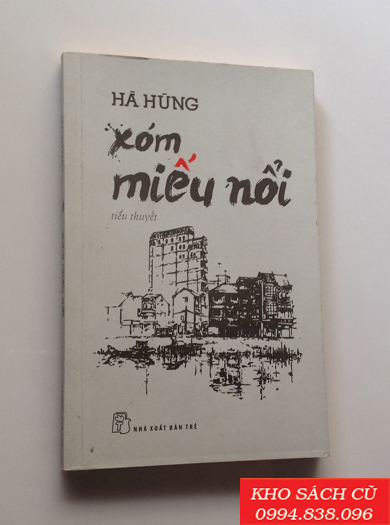 HÀ HÙNG
xóm
miếu nổi
tiểu thuyết
NHÀ XUẤT BẢN TRẺ
KHO SÁCH CŨ
0994.838.096